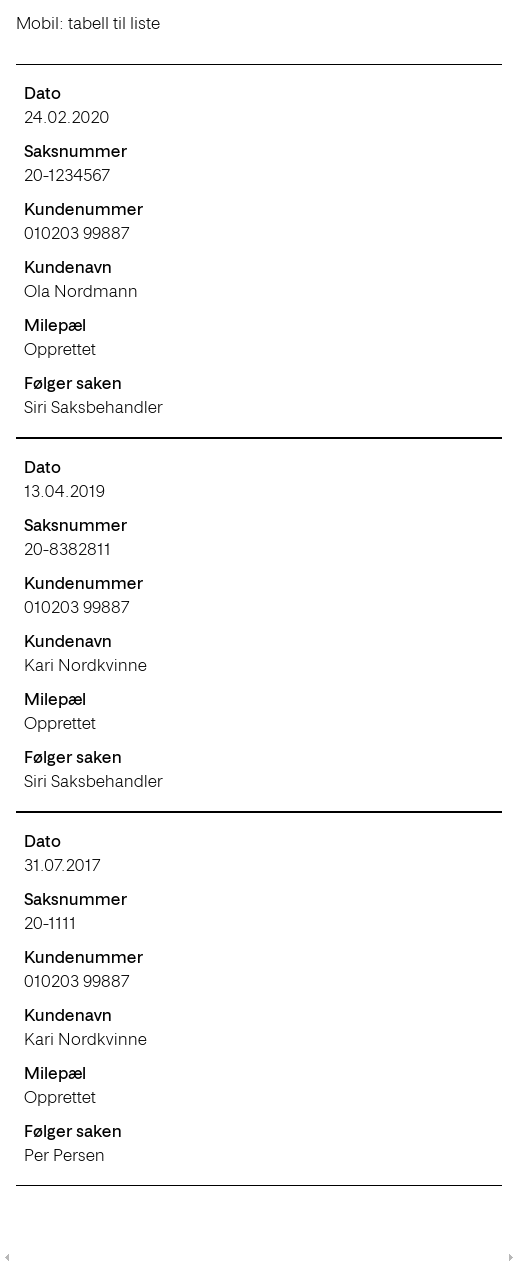 Mobil: tabell til liste
Dato
24.02.2020
Saksnummer
20-1234567
Kundenummer
010203 99887
Kundenavn
Ola Nordmann
Milepæl
Opprettet
Følger saken
Siri Saksbehandler
Dato
13.04.2019
Saksnummer
20-8382811
Kundenummer
010203 99887
Kundenavn
Kari Nordkvinne
Milepæl
Opprettet
Følger saken
Siri Saksbehandler
Dato
31.07.2017
Saksnummer
20-1111
Kundenummer
010203 99887
Kundenavn
Kari Nordkvinne
Milepæl
Opprettet
Følger saken
Per Persen